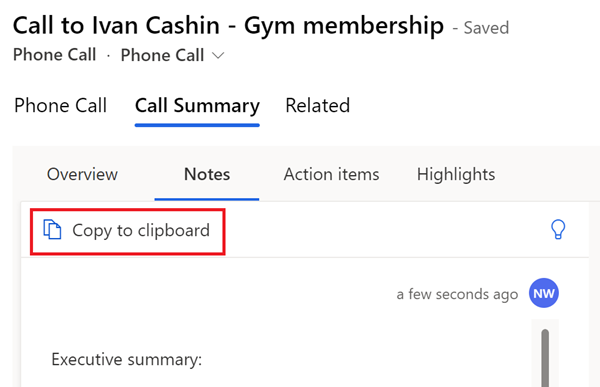 Call to Ivan Cashin - Gym membership - Saved
Phone Call · Phone Call
Phone Call Call Summary Related
Overview Notes Action items Highlights
Copy to clipboard
a few seconds ago NW
Executive summary: